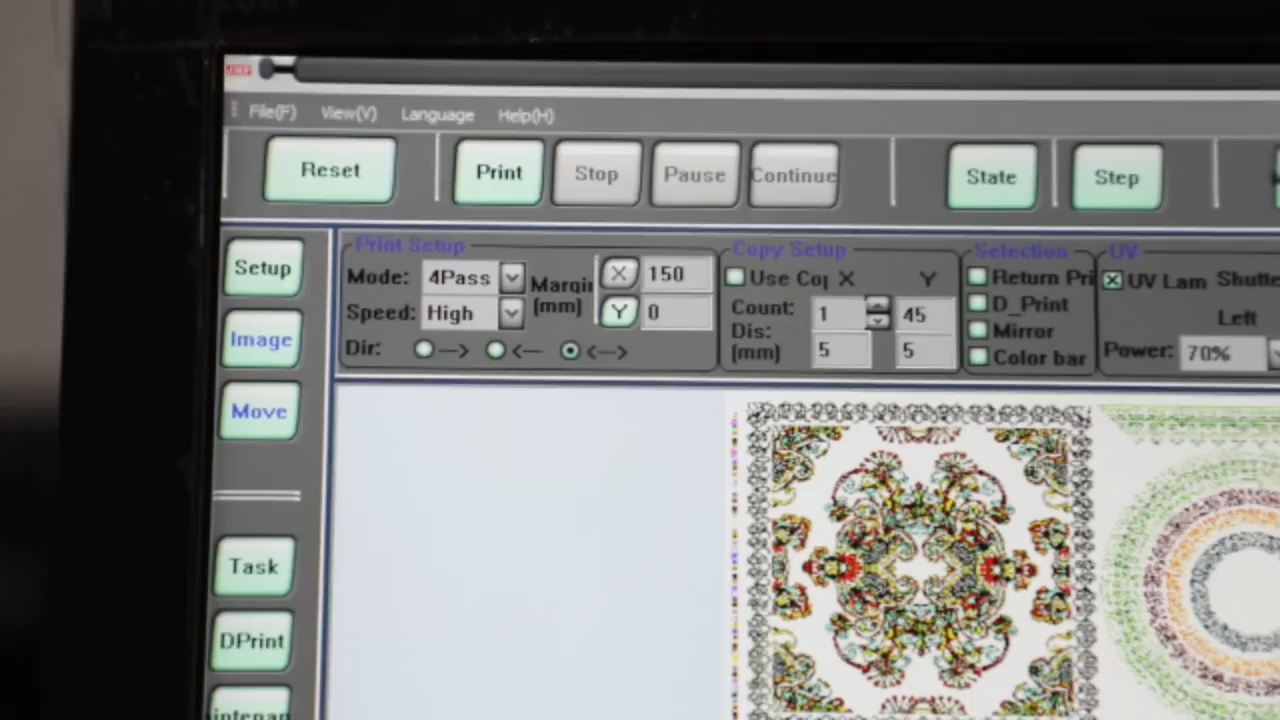 File(F) View(V) Language Help(H)
Reset Print Stop Pause Continue State Step
Setup
Image
Move
Task
DPrint
Print Setup
Mode: 4Pass
Speed: High
Margin
(mm)
X 150
Y 0
Dir: --> <-- <-->
Copy Setup
Use Cop X Y
Count: 1 45
Dis:
(mm) 5 5
Selection
Return Pri
D_Print
Mirror
Color bar
UV
UV Lam Shutte
Left
Power: 70%